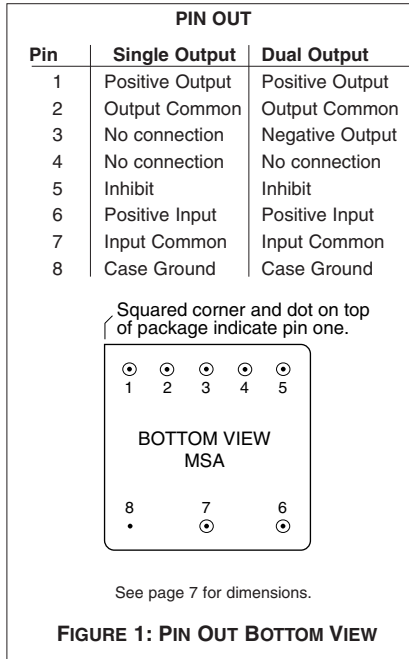 PIN OUT
Pin Single Output Dual Output
1 Positive Output Positive Output
2 Output Common Output Common
3 No connection Negative Output
4 No connection No connection
5 Inhibit Inhibit
6 Positive Input Positive Input
7 Input Common Input Common
8 Case Ground Case Ground
Squared corner and dot on top
of package indicate pin one.
1 2 3 4 5
BOTTOM VIEW
MSA
8 7 6
See page 7 for dimensions.
FIGURE 1: PIN OUT BOTTOM VIEW